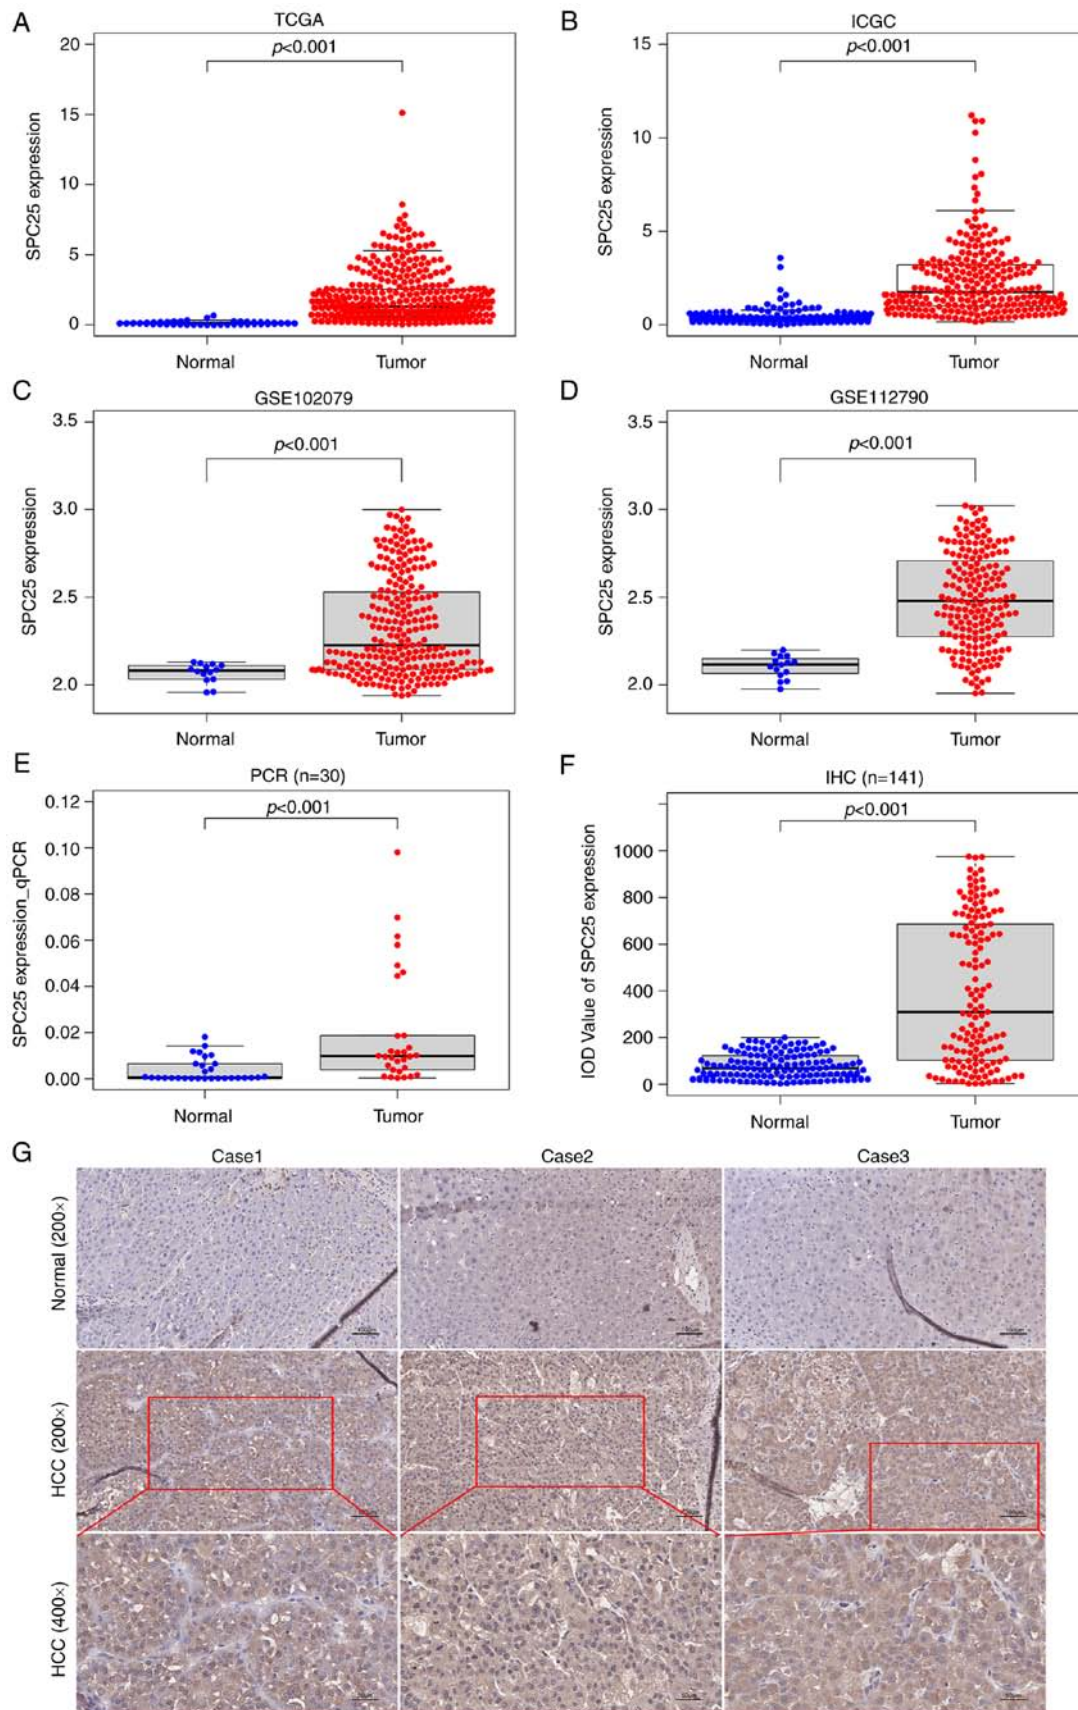 A
TCGA
p<0.001
SPC25 expression
20
15
10
5
0
Normal
Tumor
B
ICGC
p<0.001
SPC25 expression
15
10
5
0
Normal
Tumor
C
GSE102079
p<0.001
SPC25 expression
3.5
3.0
2.5
2.0
Normal
Tumor
D
GSE112790
p<0.001
SPC25 expression
3.5
3.0
2.5
2.0
Normal
Tumor
E
PCR (n=30)
p<0.001
SPC25 expression_qPCR
0.12
0.10
0.08
0.06
0.04
0.02
0.00
Normal
Tumor
F
IHC (n=141)
p<0.001
IOD Value of SPC25 expression
1000
800
600
400
200
0
Normal
Tumor
G
Case1
Case2
Case3
Normal (200×)
HCC (200×)
HCC (400×)